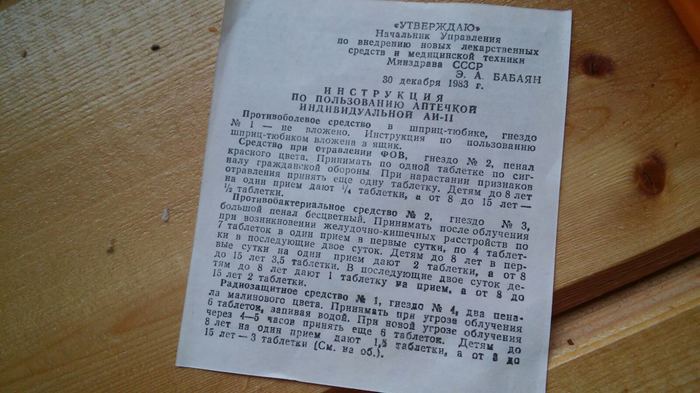 «УТВЕРЖДАЮ»
Начальник Управления
по внедрению новых лекарственных
средств и медицинской техники
Минздрава СССР
Э. А. БАБАЯН
30 декабря 1983 г.
ИНСТРУКЦИЯ
ПО ПОЛЬЗОВАНИЮ АПТЕЧКОЙ
ИНДИВИДУАЛЬНОЙ АИ-II
Противоболевое средство в шприц-тюбике, гнездо
№ 1 — не вложено. Инструкция по пользованию
шприц-тюбиком вложена в ящик.
Средство при отравлении ФОВ, гнездо № 2, пенал
красного цвета. Принимать по одной таблетке по сиг-
налу гражданской обороны При нарастании признаков
отравления принять еще одну таблетку. Детям до 8 лет
на один прием дают ¼ таблетки, а от 8 до 15 лет —
½ таблетки.
Противобактериальное средство № 2, гнездо № 3,
большой пенал бесцветный. Принимать после облучения
при возникновении желудочно-кишечных расстройств по
7 таблеток в один прием в первые сутки, по 4 таблет-
ки в последующие двое суток. Детям до 8 лет в пер-
вые сутки на один прием дают 2 таблетки, а от 8
до 15 лет 3,5 таблетки. В последующие двое суток де-
тям до 8 лет дают 1 таблетку на прием, а от 8 до
15 лет 2 таблетки.
Радиозащитное средство № 1, гнездо № 4, два пена-
ла малинового цвета. Принимать при угрозе облучения
6 таблеток, запивая водой. При новой угрозе облучения
через 4—5 часов принять еще 6 таблеток. Детям до
8 лет на один прием дают 1,5 таблетки, а от 8 до
15 лет — 3 таблетки (См. на об.).